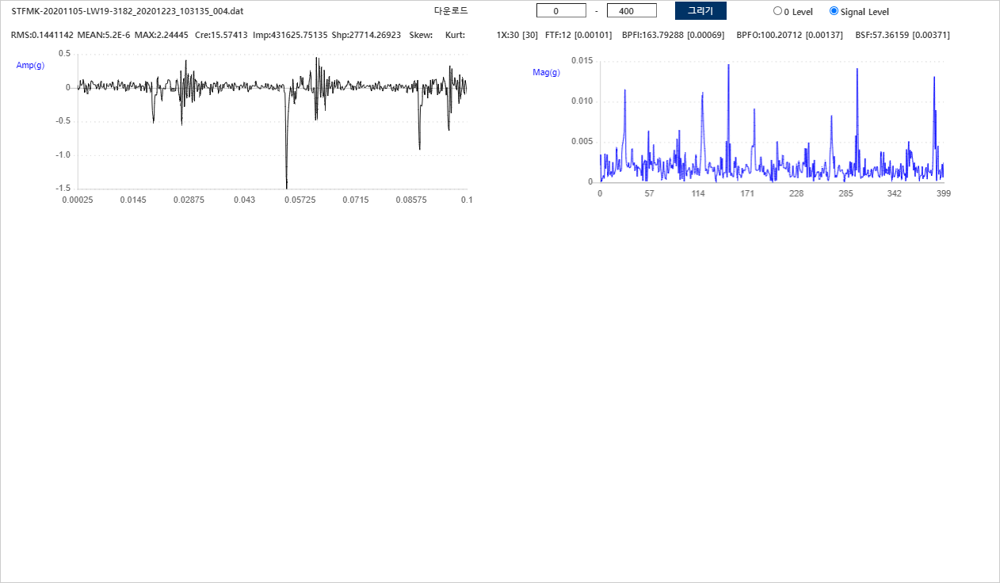 STFMK-20201105-LW19-3182_20201223_103135_004.dat 다운로드 0 - 400 그리기 0 Level Signal Level
RMS:0.1441142 MEAN:5.2E-6 MAX:2.24445 Cre:15.57413 Imp:431625.75135 Shp:27714.26923 Skew: Kurt: 1X:30 [30] FTF:12 [0.00101] BPFI:163.79288 [0.00069] BPFO:100.20712 [0.00137] BSF:57.36159 [0.00371]
Amp(g)
0.5
0
-0.5
-1.0
-1.5
0.00025 0.0145 0.02875 0.043 0.05725 0.0715 0.08575 0.1
Mag(g)
0.015
0.010
0.005
0
0 57 114 171 228 285 342 399